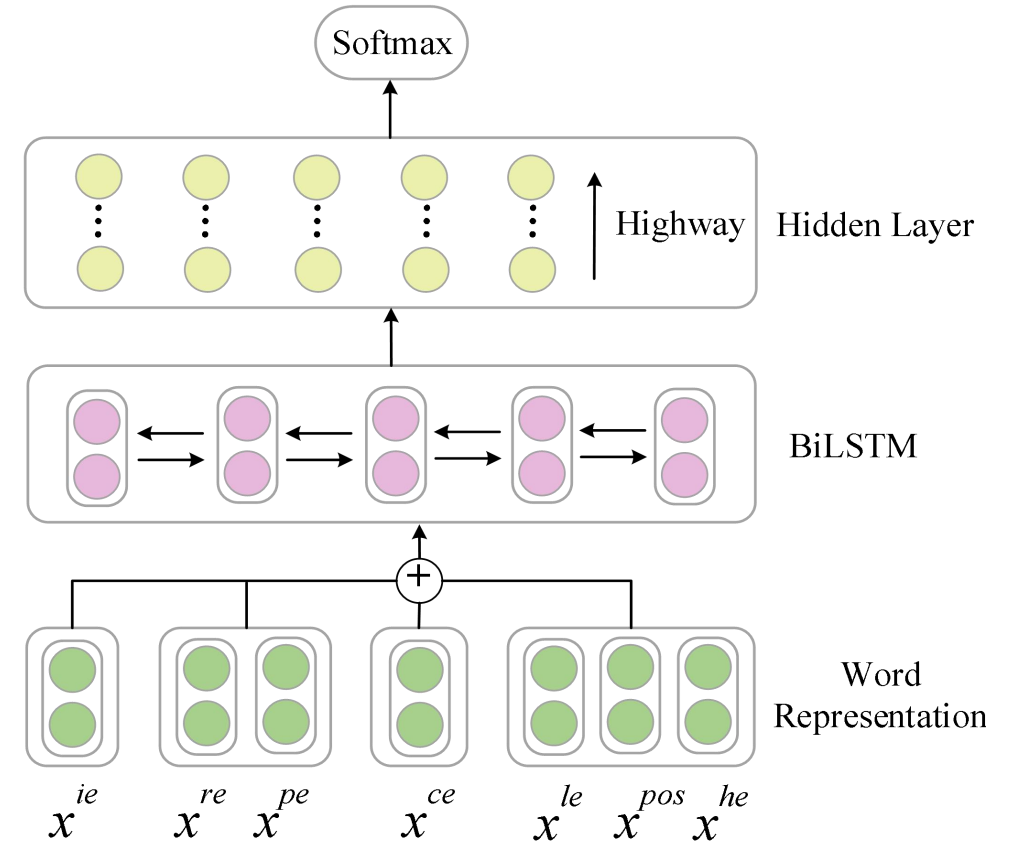 Softmax
Highway
Hidden Layer
BiLSTM
+
Word
Representation
x^ie x^re x^pe x^ce x^le x^pos x^he